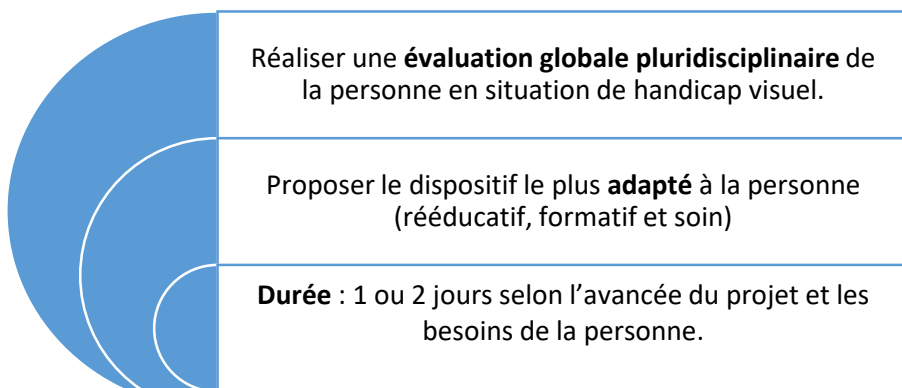 Réaliser une évaluation globale pluridisciplinaire de
la personne en situation de handicap visuel.
Proposer le dispositif le plus adapté à la personne
(rééducatif, formatif et soin)
Durée : 1 ou 2 jours selon l’avancée du projet et les
besoins de la personne.